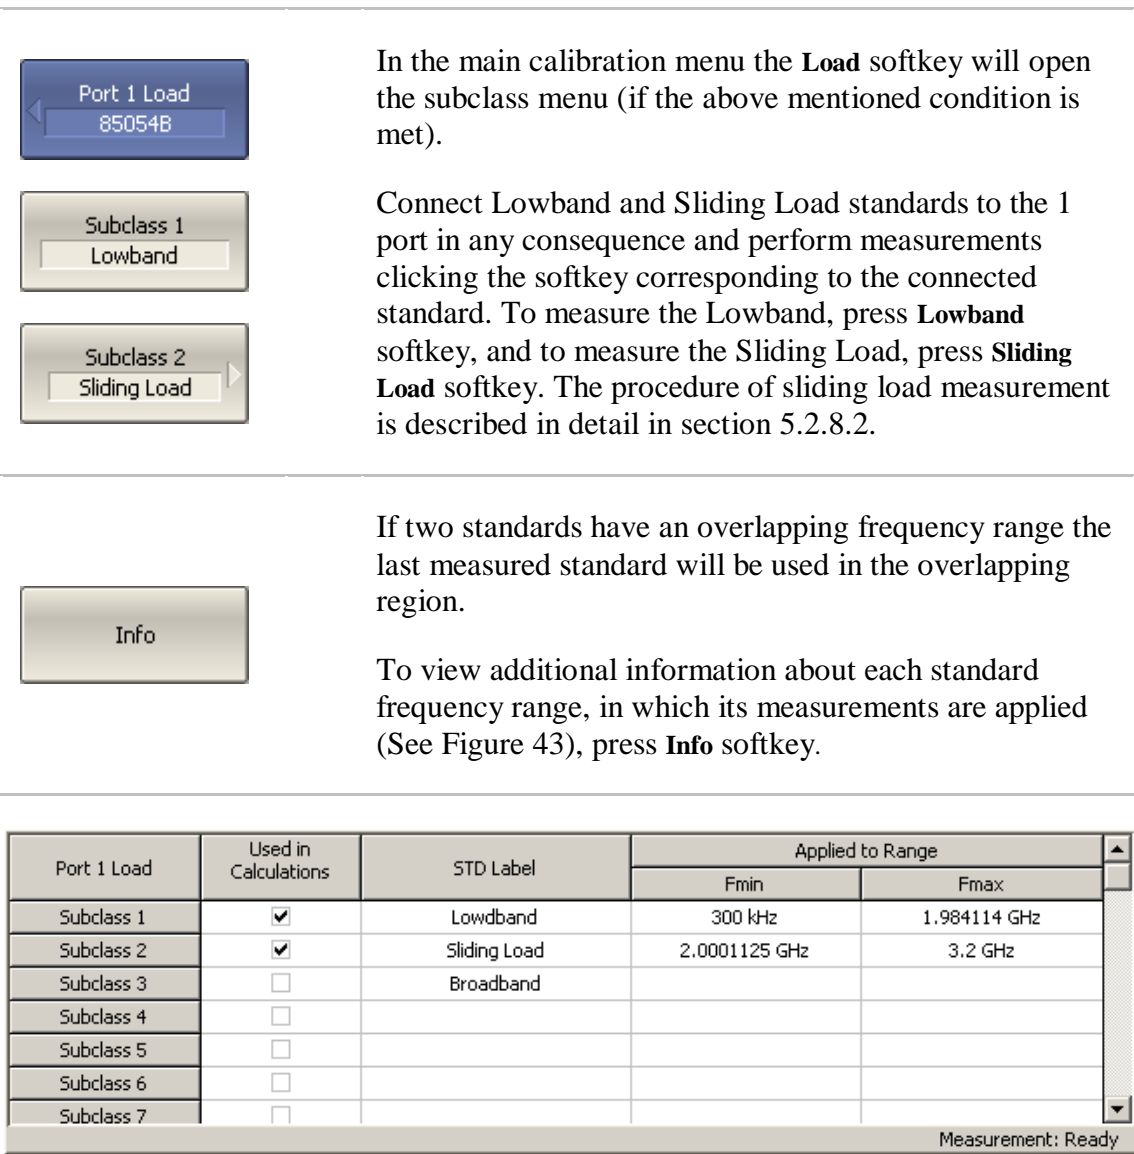 Port 1 Load
85054B
In the main calibration menu the Load softkey will open
the subclass menu (if the above mentioned condition is
met).
Subclass 1
Lowband
Subclass 2
Sliding Load
Connect Lowband and Sliding Load standards to the 1
port in any consequence and perform measurements
clicking the softkey corresponding to the connected
standard. To measure the Lowband, press Lowband
softkey, and to measure the Sliding Load, press Sliding
Load softkey. The procedure of sliding load measurement
is described in detail in section 5.2.8.2.
Info
If two standards have an overlapping frequency range the
last measured standard will be used in the overlapping
region.
To view additional information about each standard
frequency range, in which its measurements are applied
(See Figure 43), press Info softkey.
Port 1 Load Used in Calculations STD Label Applied to Range
Fmin Fmax
Subclass 1 Lowdband 300 kHz 1.984114 GHz
Subclass 2 Sliding Load 2.0001125 GHz 3.2 GHz
Subclass 3 Broadband
Subclass 4
Subclass 5
Subclass 6
Subclass 7
Measurement: Ready